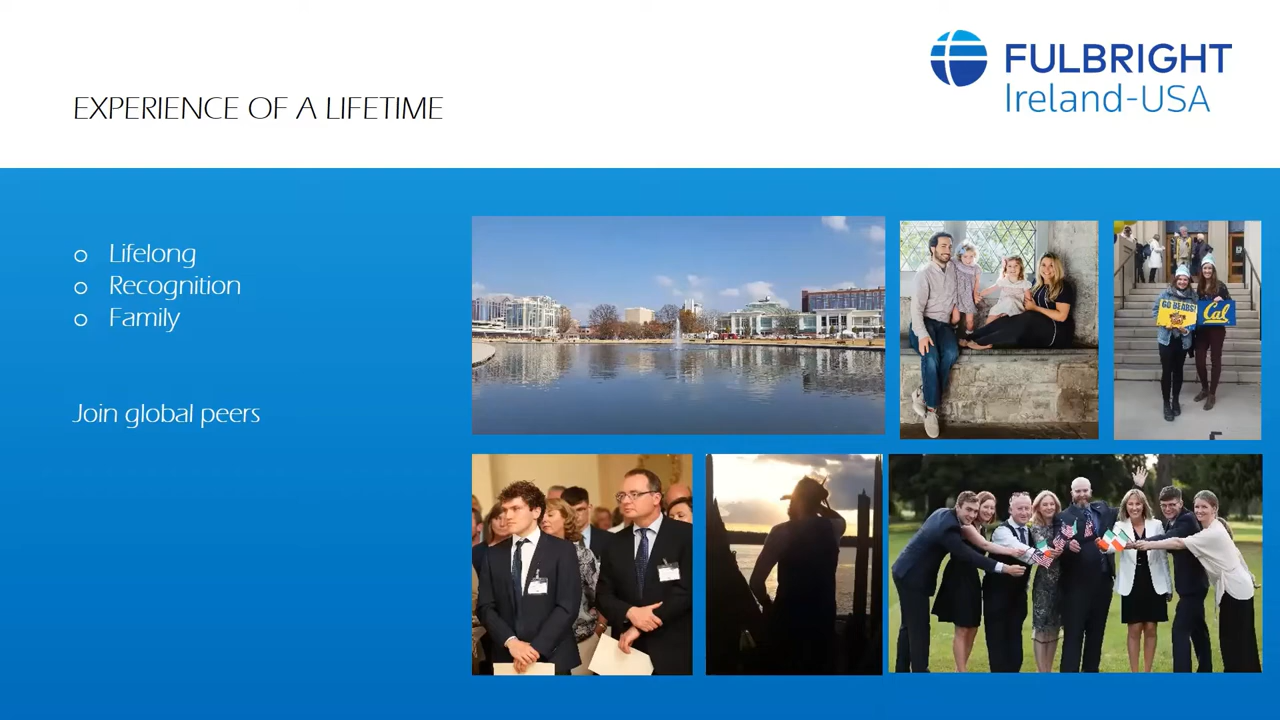 FULBRIGHT
Ireland-USA
EXPERIENCE OF A LIFETIME
o Lifelong
o Recognition
o Family
Join global peers
GO BEARS!
Cal